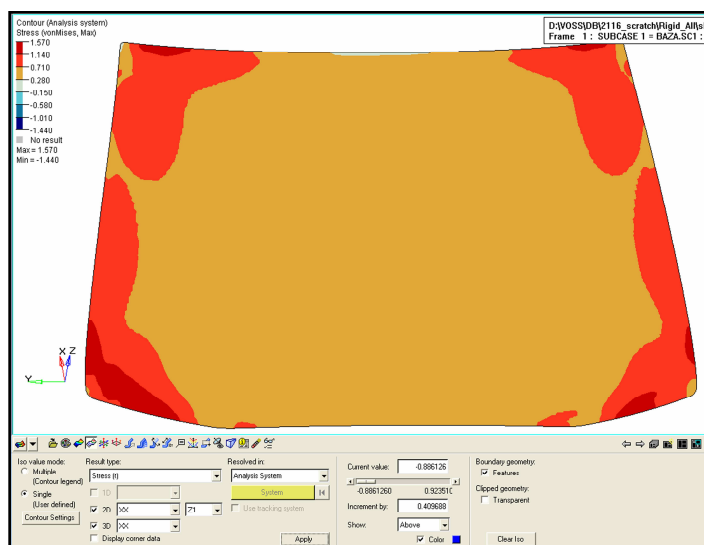 Contour (Analysis system)
Stress (vonMises, Max)
1.570
1.140
0.710
0.280
-0.150
-0.580
-1.010
-1.440
No result
Max = 1.570
Min = -1.440
D:\VOSS\DB\2116_scratch\Rigid_All\sl
Frame 1 : SUBCASE 1 = BAZA.SC1 :
X Z
Y
Iso value mode:
Multiple
(Contour legend)
Single
(User defined)
Contour Settings
Result type:
Stress (t)
1D
2D XX Z1
3D XX
Display corner data
Resolved in:
Analysis System
System
Use tracking system
Apply
Current value: -0.886126
-0.8861260 0.923510
Increment by: 0.409688
Show: Above
Color
Boundary geometry:
Features
Clipped geometry:
Transparent
Clear Iso